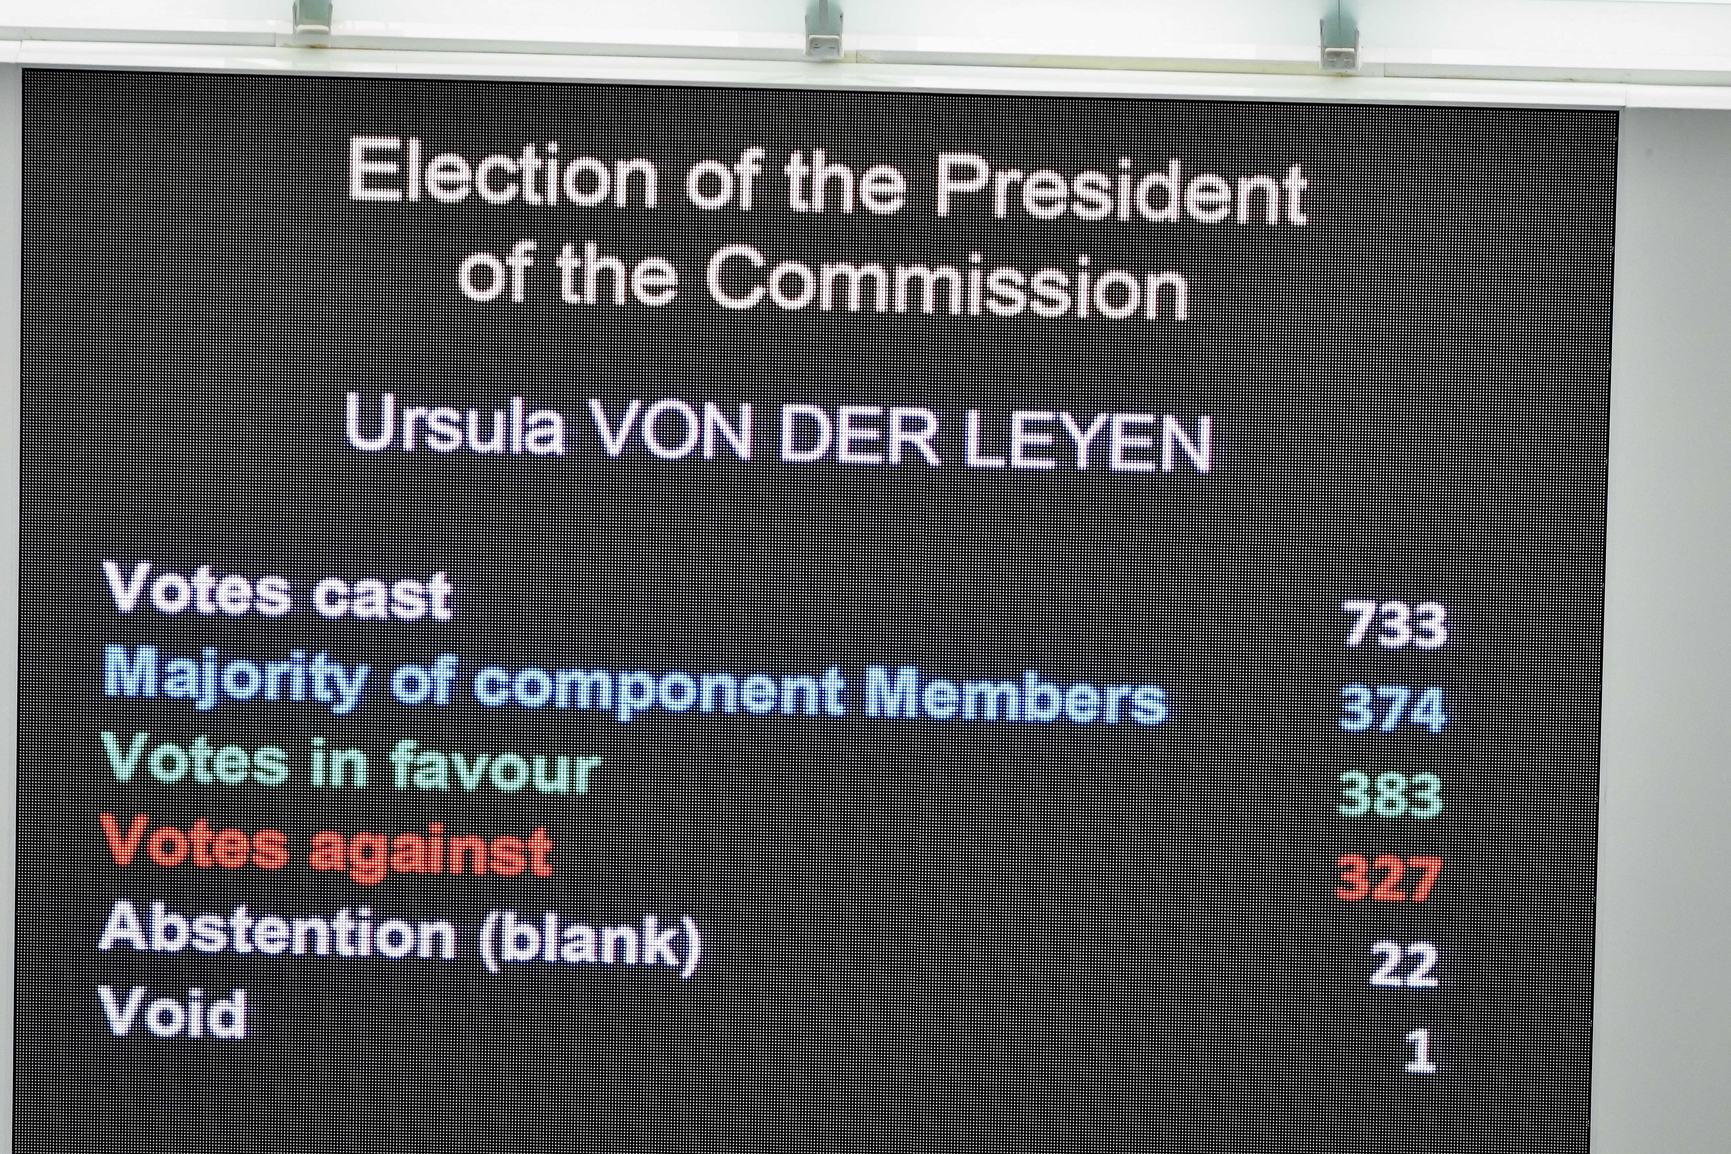 Election of the President
of the Commission
Ursula VON DER LEYEN
Votes cast 733
Majority of component Members 374
Votes in favour 383
Votes against 327
Abstention (blank) 22
Void 1